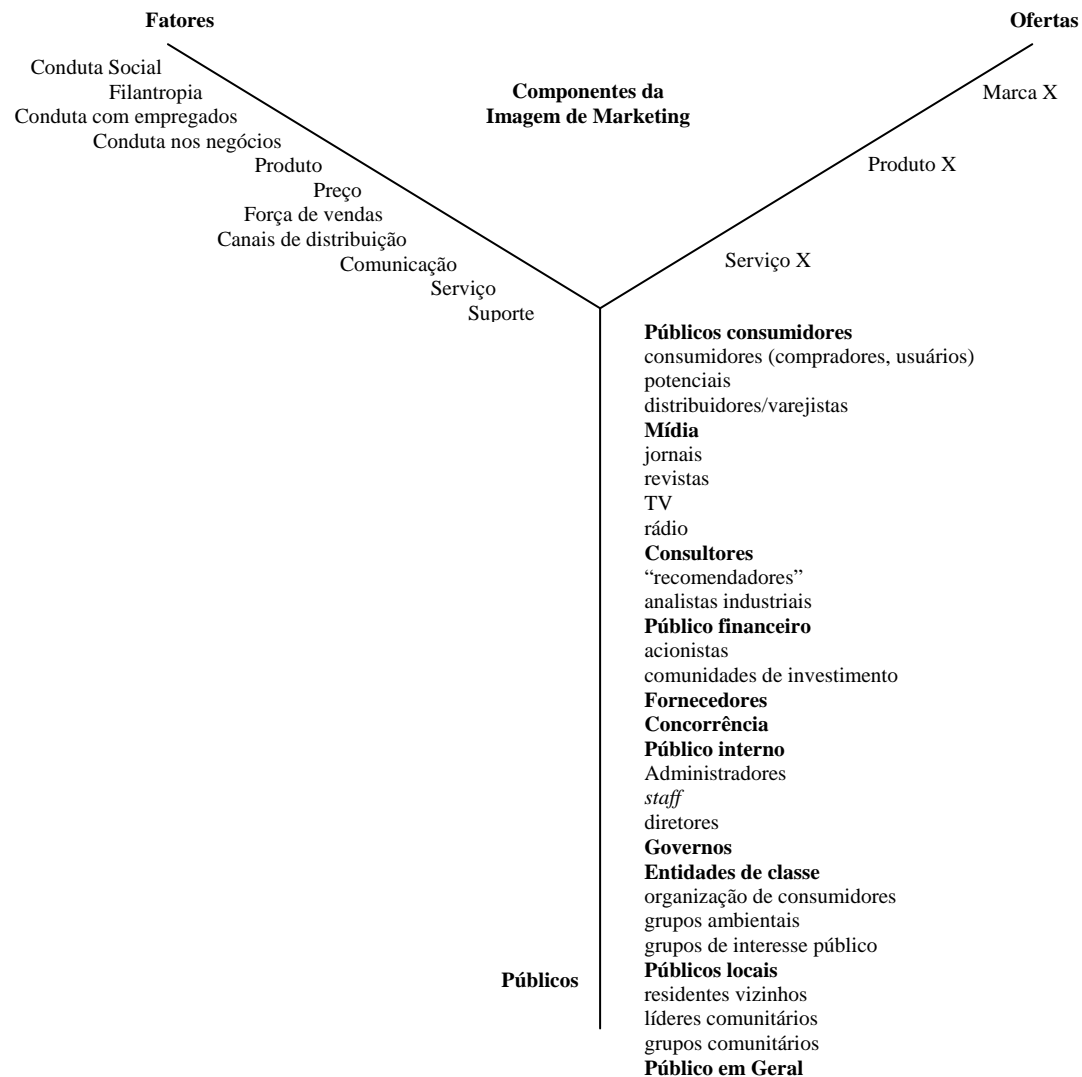 Fatores
Ofertas
Componentes da
Imagem de Marketing
Conduta Social
Filantropia
Conduta com empregados
Conduta nos negócios
Produto
Preço
Força de vendas
Canais de distribuição
Comunicação
Serviço
Suporte
Marca X
Produto X
Serviço X
Públicos consumidores
consumidores (compradores, usuários)
potenciais
distribuidores/varejistas
Mídia
jornais
revistas
TV
rádio
Consultores
“recomendadores”
analistas industriais
Público financeiro
acionistas
comunidades de investimento
Fornecedores
Concorrência
Público interno
Administradores
staff
diretores
Governos
Entidades de classe
organização de consumidores
grupos ambientais
grupos de interesse público
Públicos locais
residentes vizinhos
líderes comunitários
grupos comunitários
Público em Geral
Públicos